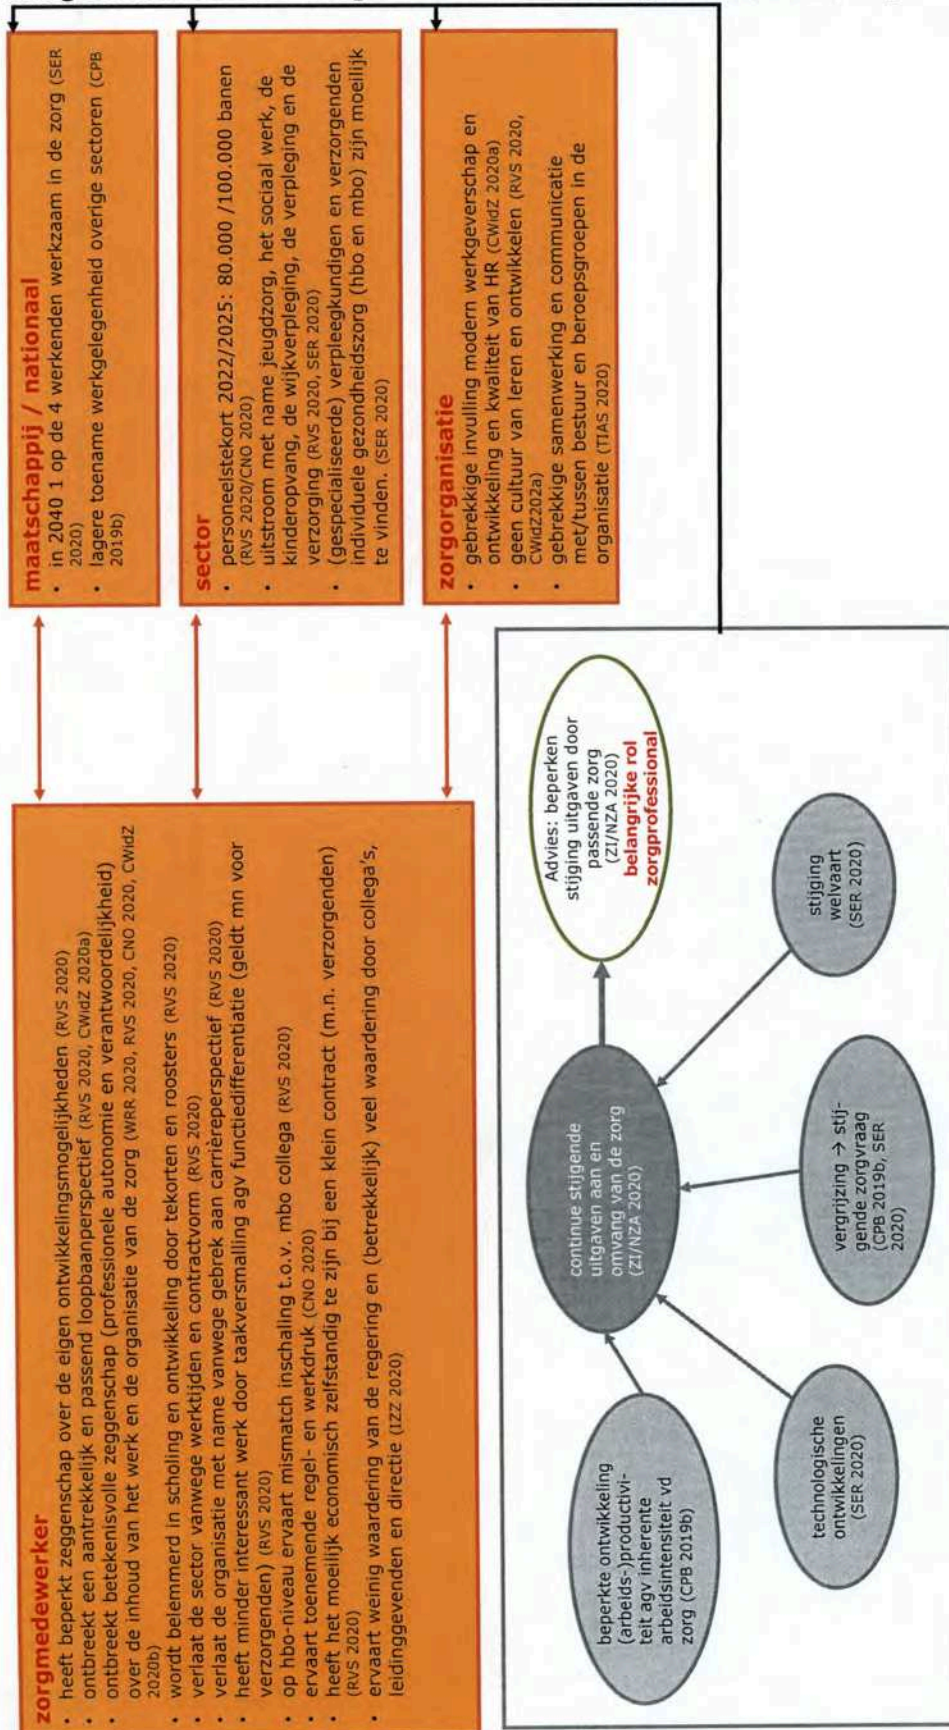 zorgmedewerker
• heeft beperkt zeggenschap over de eigen ontwikkelingsmogelijkheden (RVS 2020)
• ontbreekt een aantrekkelijk en passend loopbaanperspectief (RVS 2020, CWidZ 2020a)
• ontbreekt betekenisvolle zeggenschap (professionele autonomie en verantwoordelijkheid)
over de inhoud van het werk en de organisatie van de zorg (WRR 2020, RVS 2020, CNO 2020, CWidZ
2020b)
• wordt belemmerd in scholing en ontwikkeling door tekorten en roosters (RVS 2020)
• verlaat de sector vanwege werktijden en contractvorm (RVS 2020)
• verlaat de organisatie met name vanwege gebrek aan carrièreperspectief (RVS 2020)
• heeft minder interessant werk door taakversmalling agv functiedifferentiatie (geldt mn voor
verzorgenden) (RVS 2020)
• op hbo-niveau ervaart mismatch inschaling t.o.v. mbo collega (RVS 2020)
• ervaart toenemende regel- en werkdruk (CNO 2020)
• heeft het moeilijk economisch zelfstandig te zijn bij een klein contract (m.n. verzorgenden)
(RVS 2020)
• ervaart weinig waardering van de regering en (betrekkelijk) veel waardering door collega's,
leidinggevenden en directie (IZZ 2020)
maatschappij / nationaal
• in 2040 1 op de 4 werkenden werkzaam in de zorg (SER
2020)
• lagere toename werkgelegenheid overige sectoren (CPB
2019b)
sector
• personeelstekort 2022/2025: 80.000 /100.000 banen
(RVS 2020/CNO 2020)
• uitstroom met name jeugdzorg, het sociaal werk, de
kinderopvang, de wijkverpleging, de verpleging en de
verzorging (RVS 2020, SER 2020)
• (gespecialiseerde) verpleegkundigen en verzorgenden
individuele gezondheidszorg (hbo en mbo) zijn moeilijk
te vinden. (SER 2020)
zorgorganisatie
• gebrekkige invulling modern werkgeverschap en
ontwikkeling en kwaliteit van HR (CWidZ 2020a)
• geen cultuur van leren en ontwikkelen (RVS 2020,
CWidZ202a)
• gebrekkige samenwerking en communicatie
met/tussen bestuur en beroepsgroepen in de
organisatie (TIAS 2020)
beperkte ontwikkeling
(arbeids-)productivi-
teit agv inherente
arbeidsintensiteit vd
zorg (CPB 2019b)
technologische
ontwikkelingen
(SER 2020)
continue stijgende
uitgaven aan en
omvang van de zorg
(ZI/NZA 2020)
vergrijzing → stij-
gende zorgvraag
(CPB 2019b, SER
2020)
stijging
welvaart
(SER 2020)
Advies: beperken
stijging uitgaven door
passende zorg
(ZI/NZA 2020)
belangrijke rol
zorgprofessional